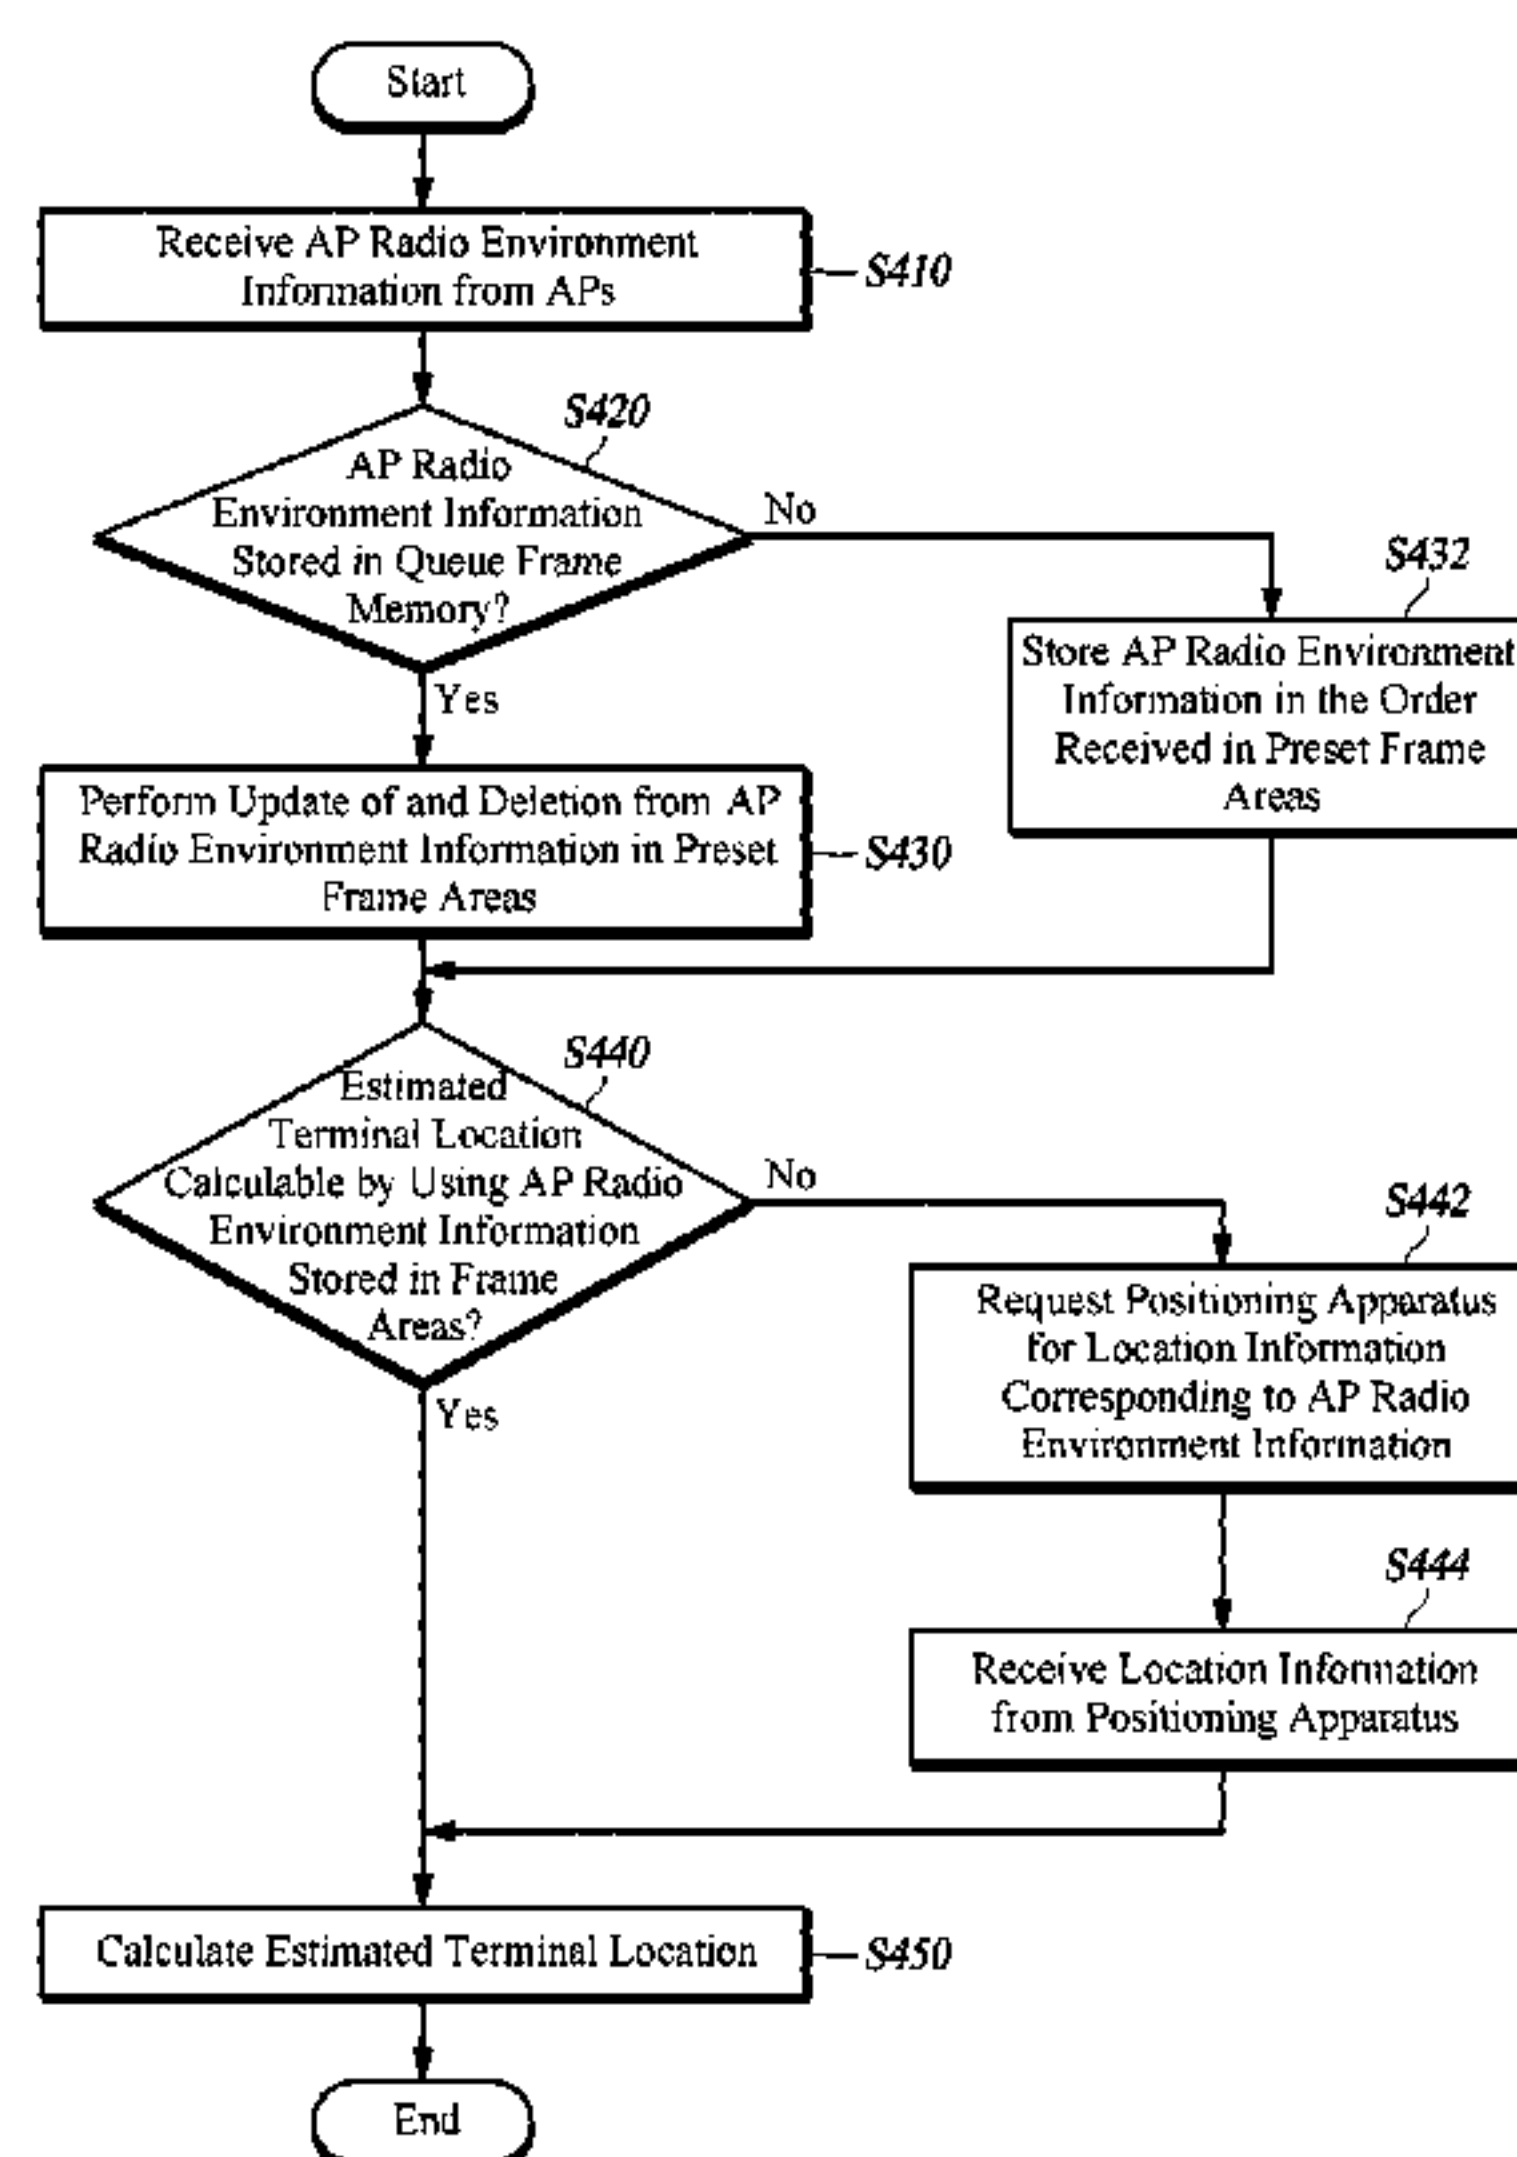 Start
Receive AP Radio Environment
Information from APs
S410
S420
AP Radio
Environment Information
Stored in Queue Frame
Memory?
No
Yes
S432
Store AP Radio Environment
Information in the Order
Received in Preset Frame
Areas
Perform Update of and Deletion from AP
Radio Environment Information in Preset
Frame Areas
S430
S440
Estimated
Terminal Location
Calculable by Using AP Radio
Environment Information
Stored in Frame
Areas?
No
Yes
S442
Request Positioning Apparatus
for Location Information
Corresponding to AP Radio
Environment Information
S444
Receive Location Information
from Positioning Apparatus
Calculate Estimated Terminal Location
S450
End